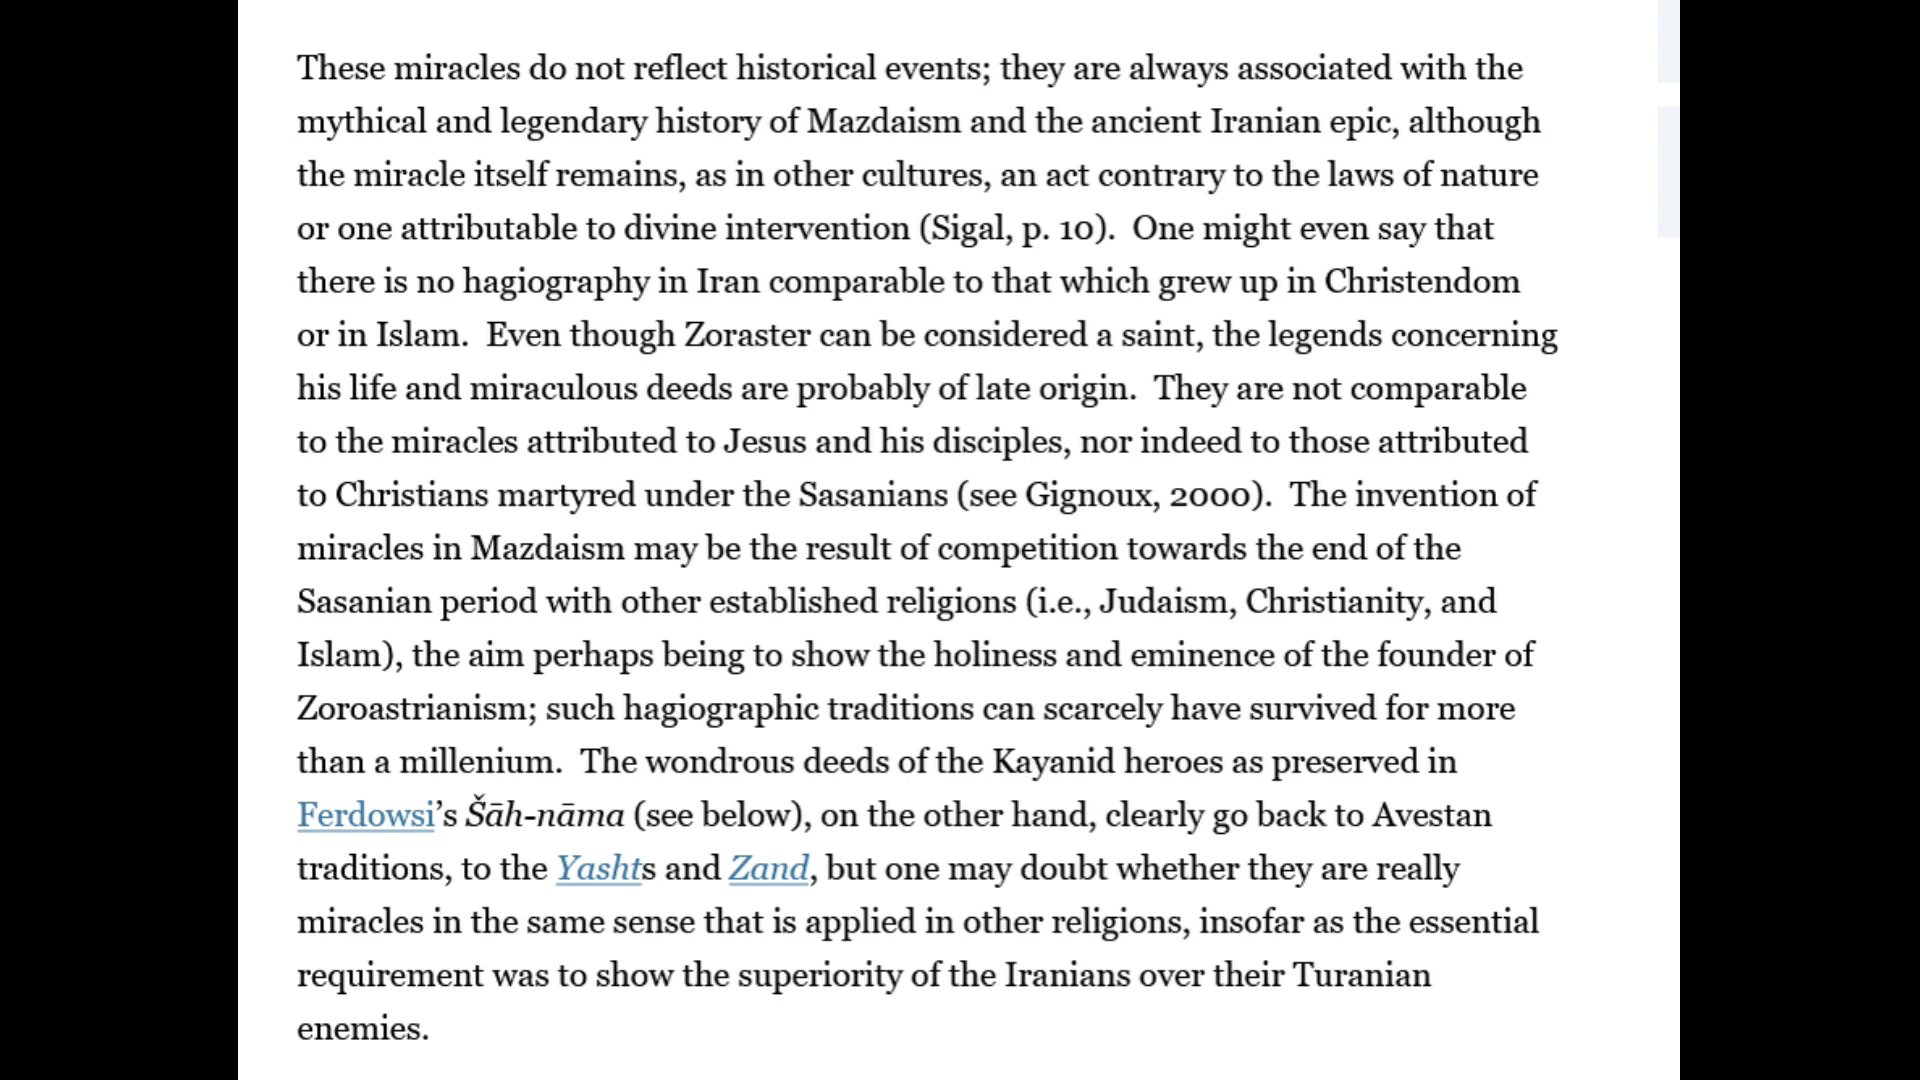 These miracles do not reflect historical events; they are always associated with the
mythical and legendary history of Mazdaism and the ancient Iranian epic, although
the miracle itself remains, as in other cultures, an act contrary to the laws of nature
or one attributable to divine intervention (Sigal, p. 10).  One might even say that
there is no hagiography in Iran comparable to that which grew up in Christendom
or in Islam.  Even though Zoraster can be considered a saint, the legends concerning
his life and miraculous deeds are probably of late origin.  They are not comparable
to the miracles attributed to Jesus and his disciples, nor indeed to those attributed
to Christians martyred under the Sasanians (see Gignoux, 2000).  The invention of
miracles in Mazdaism may be the result of competition towards the end of the
Sasanian period with other established religions (i.e., Judaism, Christianity, and
Islam), the aim perhaps being to show the holiness and eminence of the founder of
Zoroastrianism; such hagiographic traditions can scarcely have survived for more
than a millenium.  The wondrous deeds of the Kayanid heroes as preserved in
Ferdowsi’s Šāh-nāma (see below), on the other hand, clearly go back to Avestan
traditions, to the Yashts and Zand, but one may doubt whether they are really
miracles in the same sense that is applied in other religions, insofar as the essential
requirement was to show the superiority of the Iranians over their Turanian
enemies.